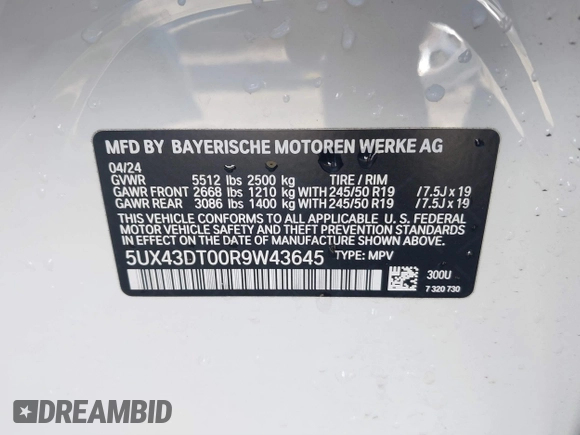 MFD BY BAYERISCHE MOTOREN WERKE AG
04/24
GVWR 5512 lbs 2500 kg TIRE / RIM
GAWR FRONT 2668 lbs 1210 kg WITH 245/50 R19 / 7.5J x 19
GAWR REAR 3086 lbs 1400 kg WITH 245/50 R19 / 7.5J x 19
THIS VEHICLE CONFORMS TO ALL APPLICABLE U. S. FEDERAL
MOTOR VEHICLE SAFETY AND THEFT PREVENTION STANDARDS
IN EFFECT ON THE DATE OF MANUFACTURE SHOWN ABOVE.
5UX43DT00R9W43645 TYPE: MPV
300U
7 320 730
DREAMBID